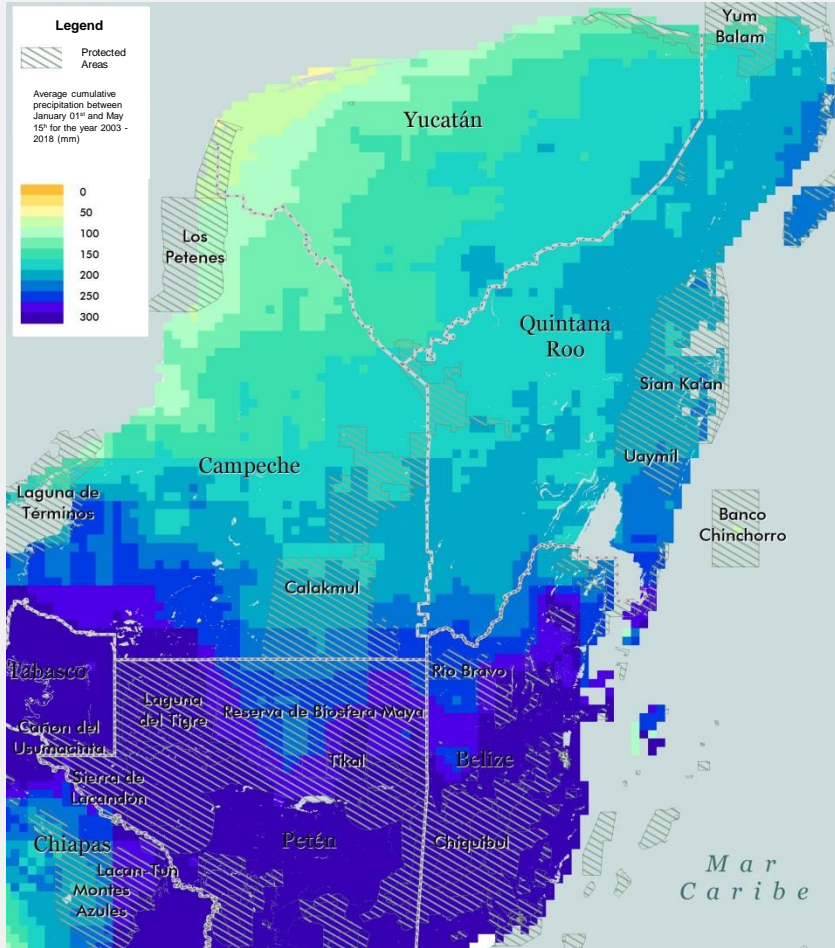 Legend
Protected
Areas
Average cumulative
precipitation between
January 01st and May
15h for the year 2003 -
2018 (mm)
0
50
100
150
200
250
300
Yum
Balam
Yucatán
Los
Petenes
Quintana
Roo
Sian Ka'an
Uaymil
Campeche
Laguna de
Términos
Banco
Chinchorro
Calakmul
Tabasco
Rio Bravo
Laguna
del Tigre
Reserva de Biosfera Maya
Cañon del
Usumacinta
Tikal
Belize
Sierra de
Lacandón
Chiapas
Petén
Chiquibul
Lacan-Tun
Montes
Azules
Mar
Caribe